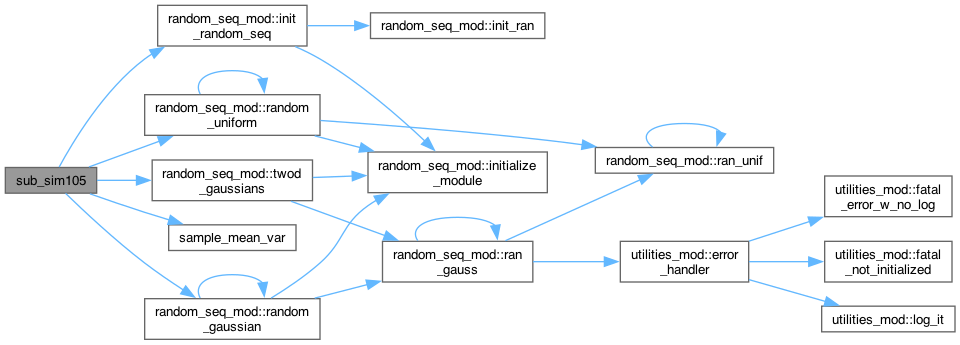 sub_sim105
random_seq_mod::init
_random_seq
random_seq_mod::init_ran
random_seq_mod::random
_uniform
random_seq_mod::twod
_gaussians
sample_mean_var
random_seq_mod::random
_gaussian
random_seq_mod::initialize
_module
random_seq_mod::ran
_gauss
random_seq_mod::ran_unif
utilities_mod::error
_handler
utilities_mod::fatal
_error_w_no_log
utilities_mod::fatal
_not_initialized
utilities_mod::log_it